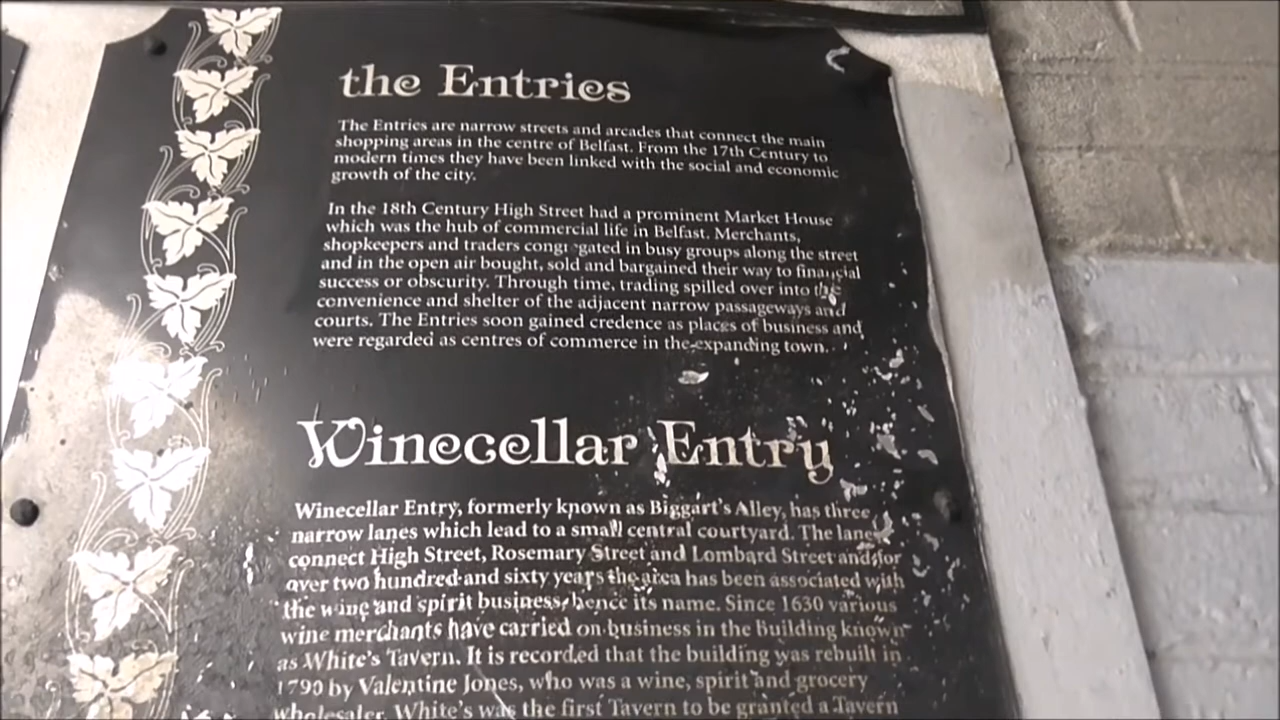 the Entries
The Entries are narrow streets and arcades that connect the main
shopping areas in the centre of Belfast. From the 17th Century to
modern times they have been linked with the social and economic
growth of the city.
In the 18th Century High Street had a prominent Market House
which was the hub of commercial life in Belfast. Merchants,
shopkeepers and traders congregated in busy groups along the street
and in the open air bought, sold and bargained their way to financial
success or obscurity. Through time, trading spilled over into the
convenience and shelter of the adjacent narrow passageways and
courts. The Entries soon gained credence as places of business and
were regarded as centres of commerce in the expanding town.
Winecellar Entry
Winecellar Entry, formerly known as Biggart's Alley, has three
narrow lanes which lead to a small central courtyard. The lanes
connect High Street, Rosemary Street and Lombard Street and for
over two hundred and sixty years the area has been associated with
the wine and spirit business, hence its name. Since 1630 various
wine merchants have carried on business in the Building known
as White's Tavern. It is recorded that the building was rebuilt in
1790 by Valentine Jones, who was a wine, spirit and grocery
wholesaler. White's was the first Tavern to be granted a Tavern